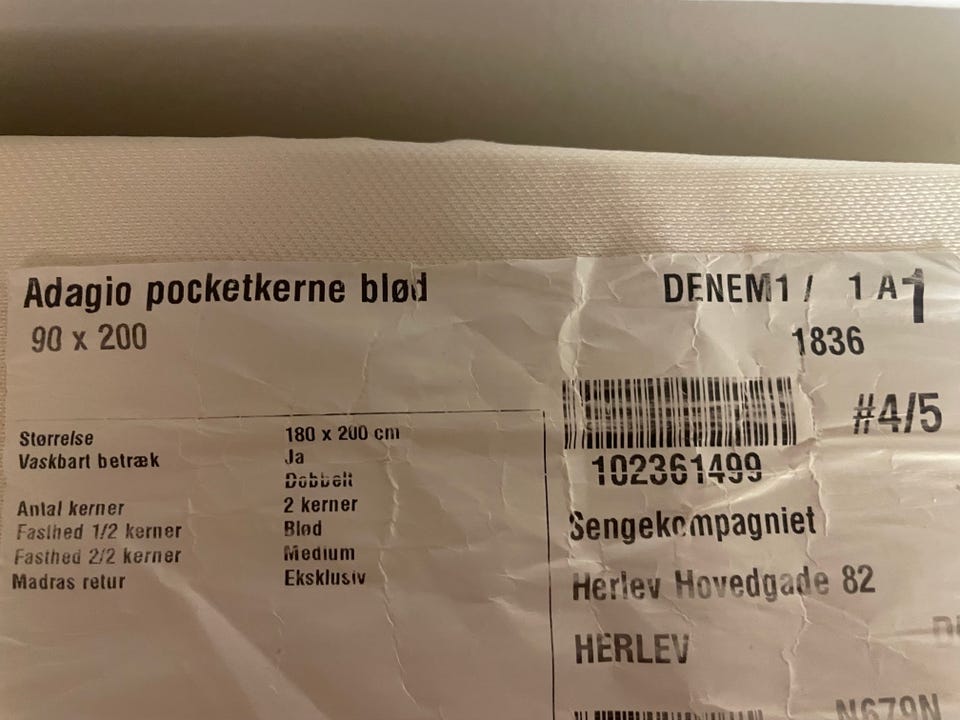 Adagio pocketkerne blød
90 x 200
DENEM1 / 1 A 1
1836
#4/5
102361499
Størrelse 180 x 200 cm
Vaskbart betræk Ja
Dobbelt
Antal kerner 2 kerner
Fasthed 1/2 kerner Blød
Fasthed 2/2 kerner Medium
Madras retur Eksklusiv
Sengekompagniet
Herlev Hovedgade 82
HERLEV
N679N